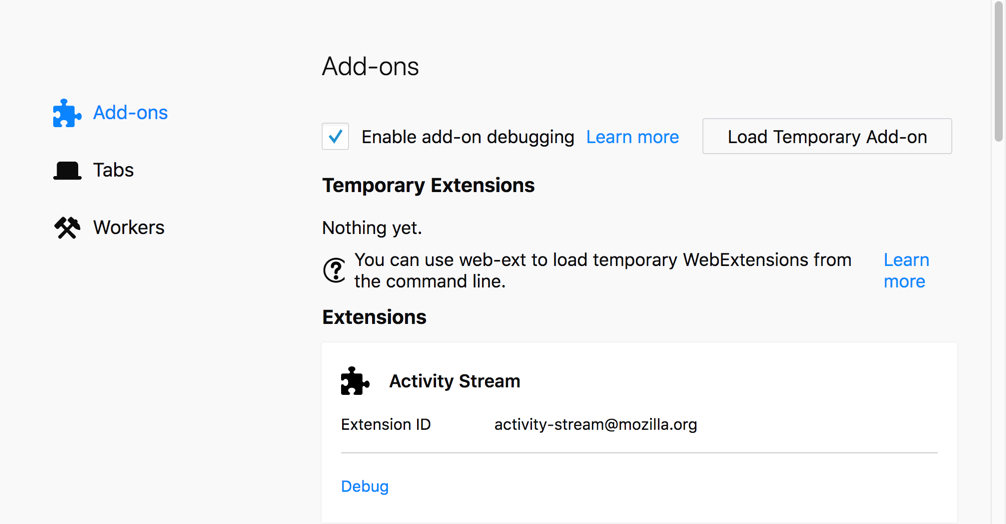 Add-ons
Add-ons
Tabs
Workers
Enable add-on debugging Learn more Load Temporary Add-on
Temporary Extensions
Nothing yet.
You can use web-ext to load temporary WebExtensions from Learn
the command line. more
Extensions
Activity Stream
Extension ID activity-stream@mozilla.org
Debug